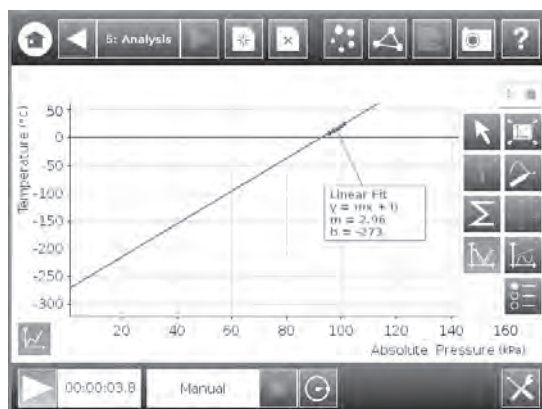 5: Analysis
?
Temperature (°C)
50
0
-50
-100
-150
-200
-250
-300
Linear Fit
y = mx + b
m = 2.96
b = -273
20 40 60 80 100 120 140 160
Absolute Pressure (kPa)
00:00:03.8
Manual